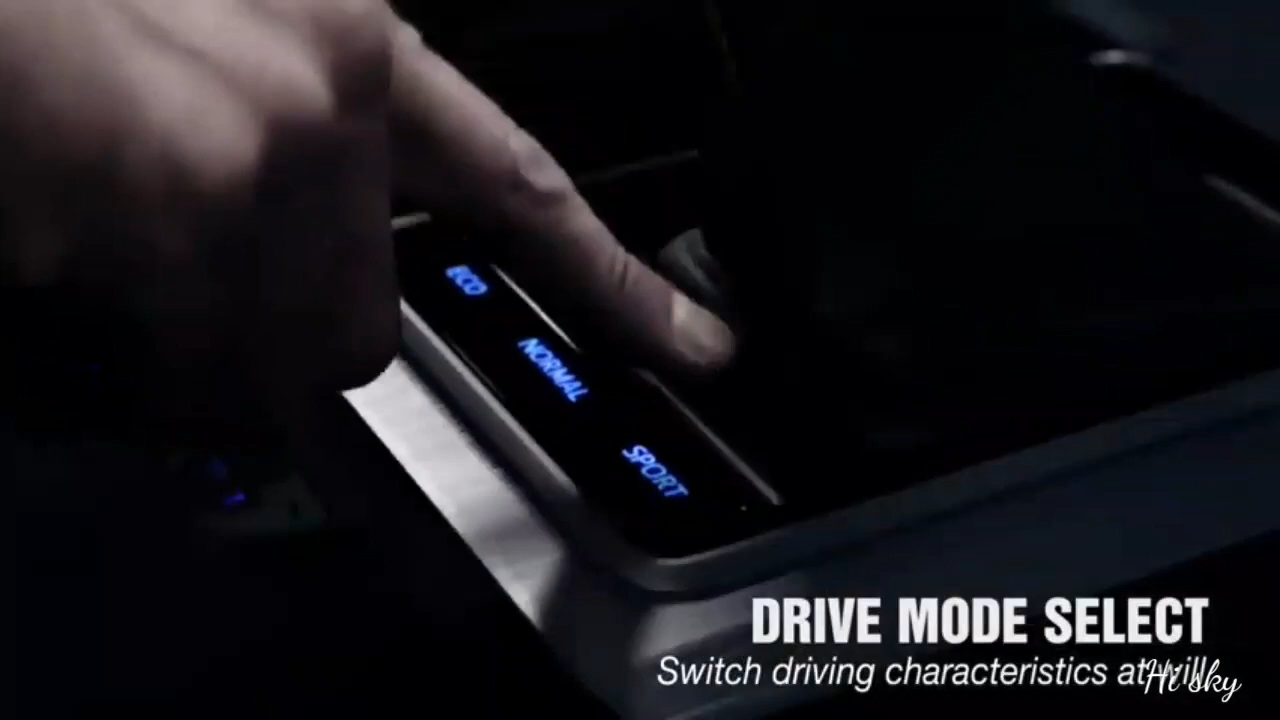 ECO
NORMAL
SPORT
DRIVE MODE SELECT
Switch driving characteristics at will
Hi sky